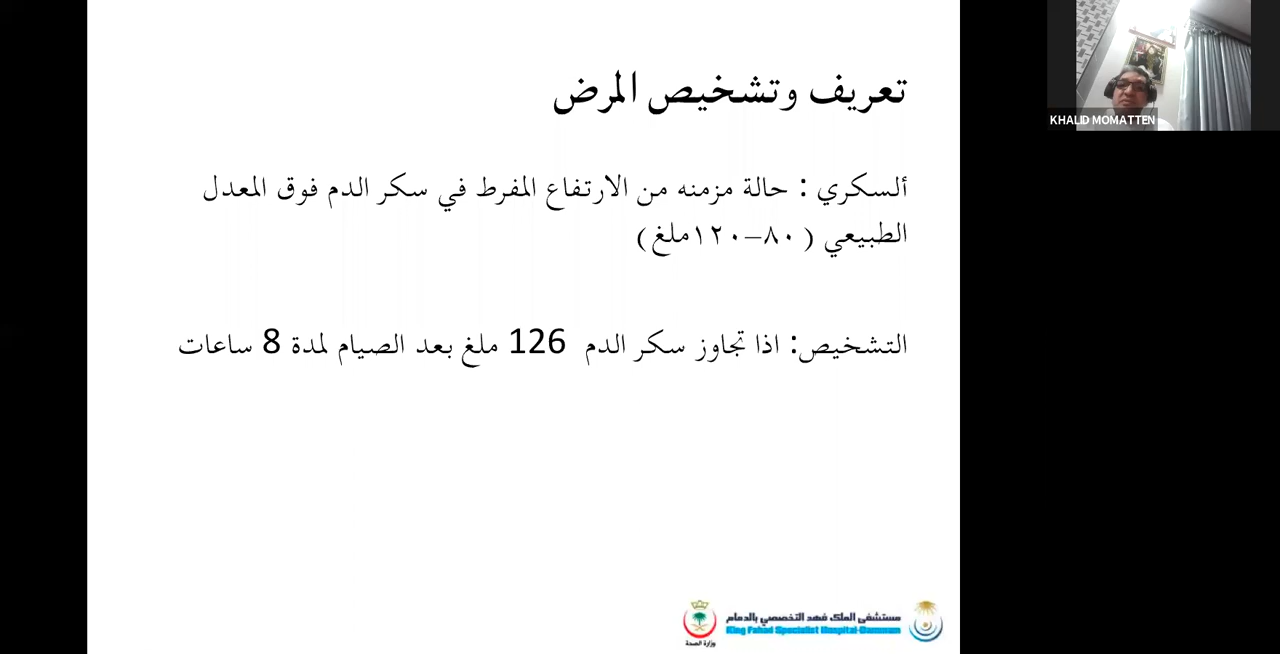 تعريف وتشخيص المرض
ألسكري : حالة مزمنه من الارتفاع المفرط في سكر الدم فوق المعدل
الطبيعي ( ٨٠–١٢٠ملغ)
التشخيص: اذا تجاوز سكر الدم 126 ملغ بعد الصيام لمدة 8 ساعات
KHALID MOMATTEN
مستشفى الملك فهد التخصصي بالدمام
King Fahad Specialist Hospital-Dammam
وزارة الصحة